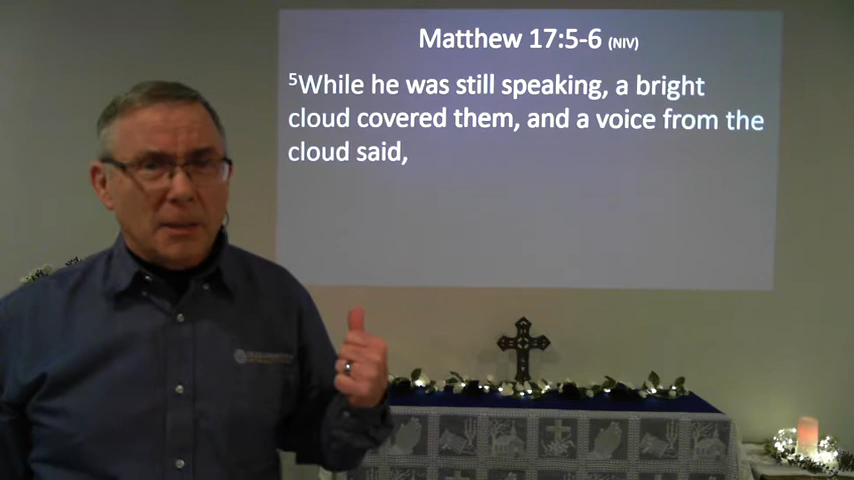 Matthew 17:5-6 (NIV)
⁵While he was still speaking, a bright
cloud covered them, and a voice from the
cloud said,